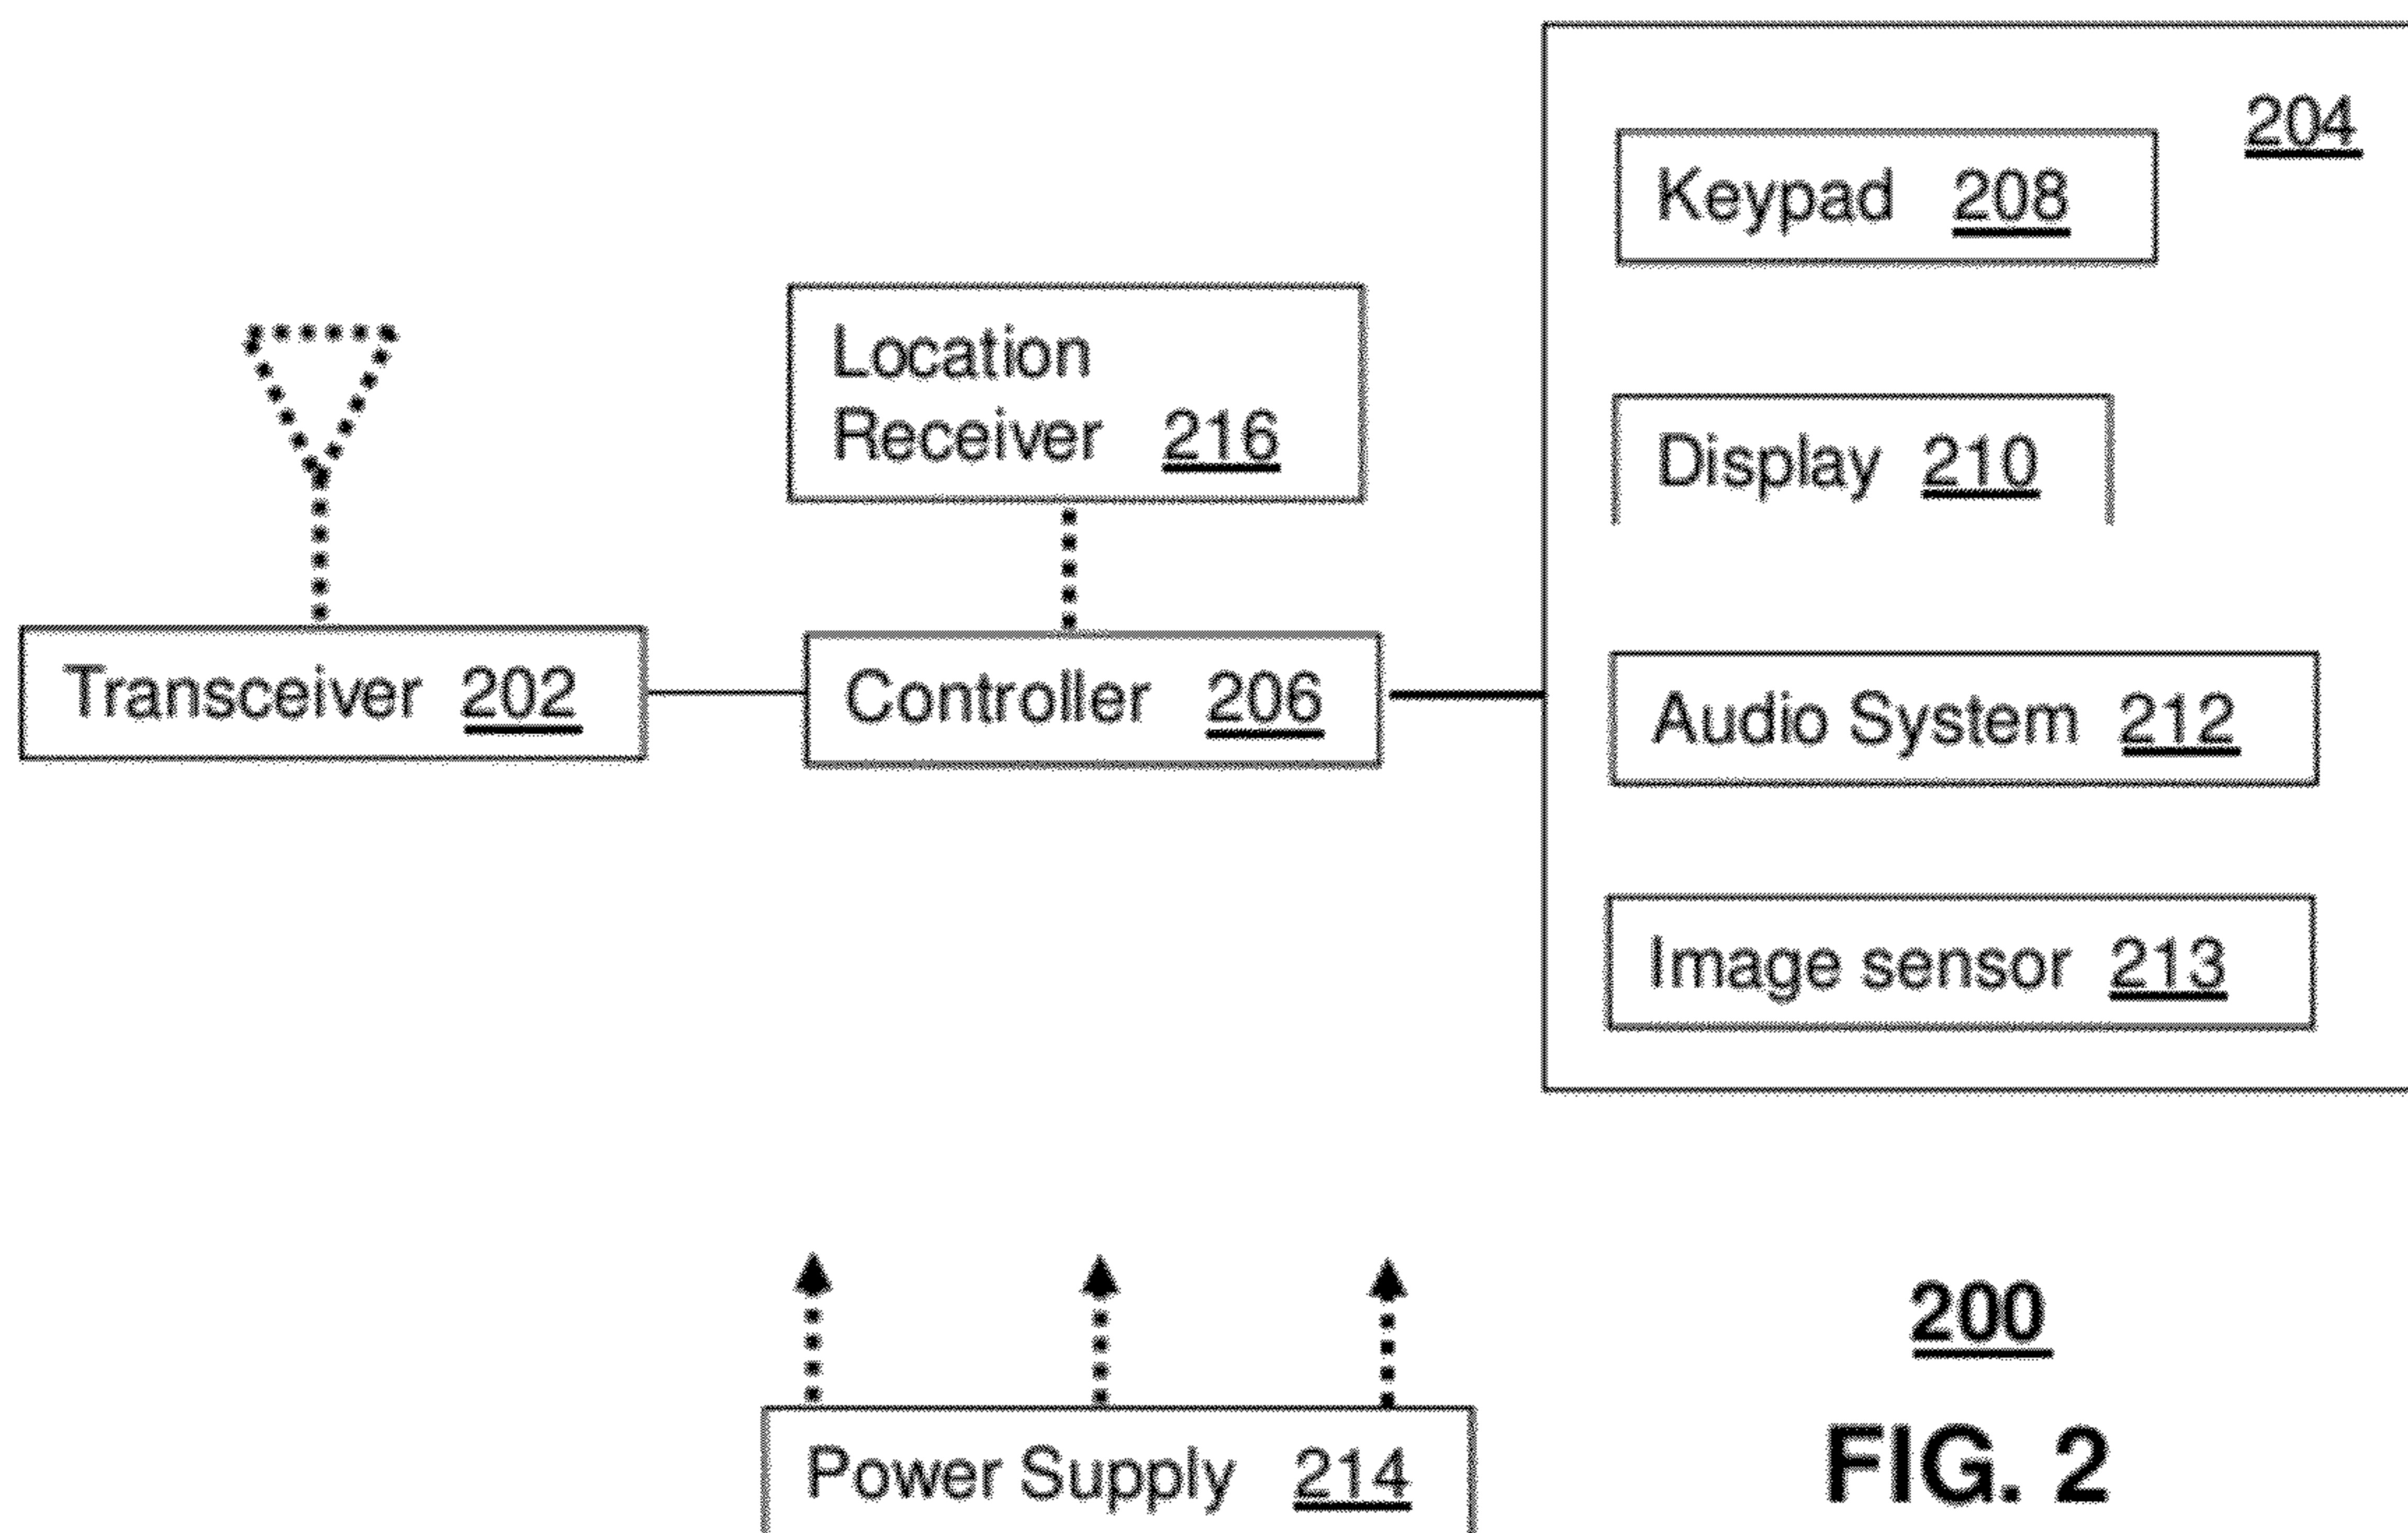 204
Keypad 208
Location
Receiver 216
Display 210
Transceiver 202
Controller 206
Audio System 212
Image sensor 213
Power Supply 214
200
FIG. 2